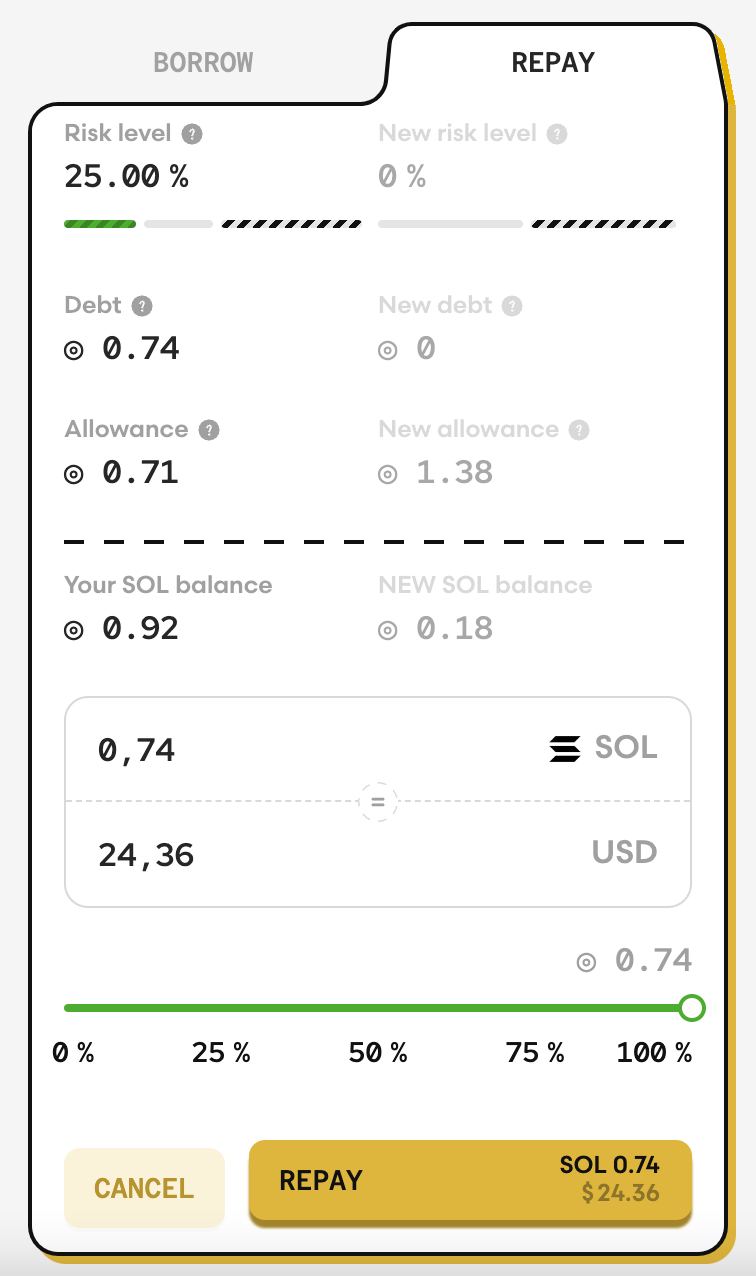 BORROW REPAY
Risk level ? New risk level ?
25.00 % 0 %
Debt ? New debt ?
0.74 0
Allowance ? New allowance ?
0.71 1.38
Your SOL balance NEW SOL balance
0.92 0.18
0,74 SOL
=
24,36 USD
0.74
0 % 25 % 50 % 75 % 100 %
CANCEL REPAY SOL 0.74
$24.36